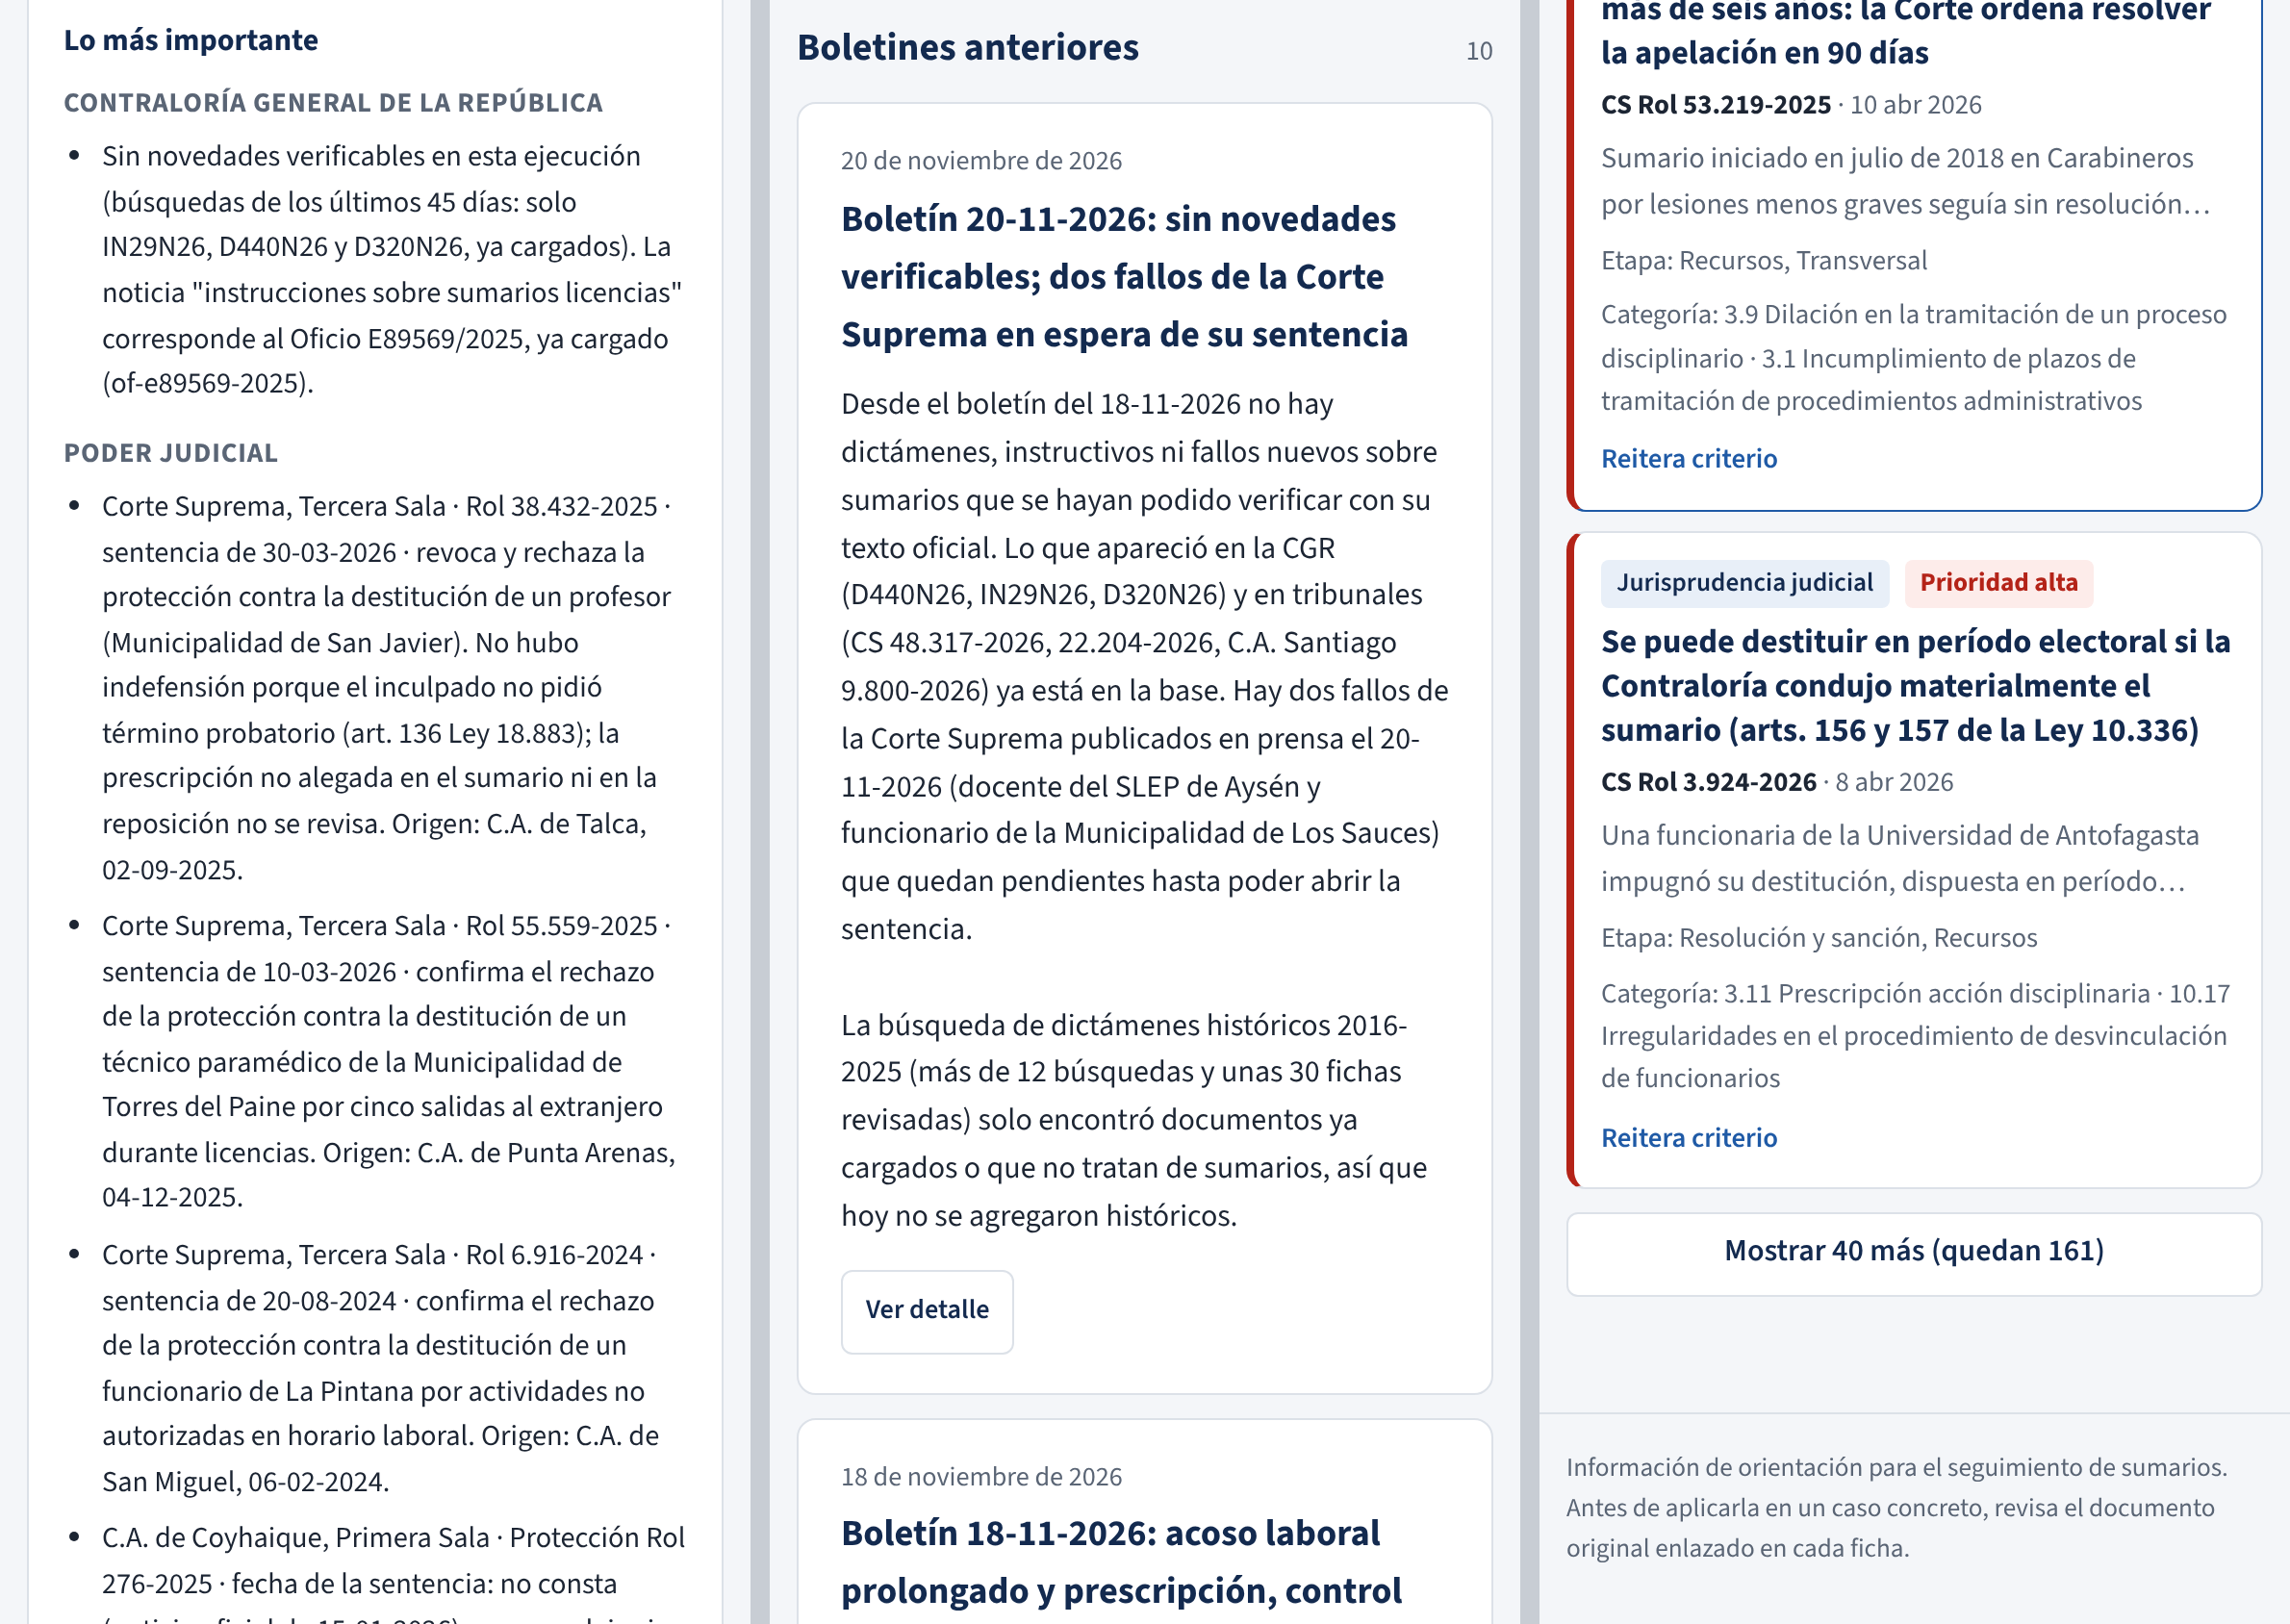 Lo más importante
CONTRALORÍA GENERAL DE LA REPÚBLICA
• Sin novedades verificables en esta ejecución
(búsquedas de los últimos 45 días: solo
IN29N26, D440N26 y D320N26, ya cargados). La
noticia "instrucciones sobre sumarios licencias"
corresponde al Oficio E89569/2025, ya cargado
(of-e89569-2025).
PODER JUDICIAL
• Corte Suprema, Tercera Sala · Rol 38.432-2025 ·
sentencia de 30-03-2026 · revoca y rechaza la
protección contra la destitución de un profesor
(Municipalidad de San Javier). No hubo
indefensión porque el inculpado no pidió
término probatorio (art. 136 Ley 18.883); la
prescripción no alegada en el sumario ni en la
reposición no se revisa. Origen: C.A. de Talca,
02-09-2025.
• Corte Suprema, Tercera Sala · Rol 55.559-2025 ·
sentencia de 10-03-2026 · confirma el rechazo
de la protección contra la destitución de un
técnico paramédico de la Municipalidad de
Torres del Paine por cinco salidas al extranjero
durante licencias. Origen: C.A. de Punta Arenas,
04-12-2025.
• Corte Suprema, Tercera Sala · Rol 6.916-2024 ·
sentencia de 20-08-2024 · confirma el rechazo
de la protección contra la destitución de un
funcionario de La Pintana por actividades no
autorizadas en horario laboral. Origen: C.A. de
San Miguel, 06-02-2024.
• C.A. de Coyhaique, Primera Sala · Protección Rol
276-2025 · fecha de la sentencia: no consta
Boletines anteriores
10
20 de noviembre de 2026
Boletín 20-11-2026: sin novedades
verificables; dos fallos de la Corte
Suprema en espera de su sentencia
Desde el boletín del 18-11-2026 no hay
dictámenes, instructivos ni fallos nuevos sobre
sumarios que se hayan podido verificar con su
texto oficial. Lo que apareció en la CGR
(D440N26, IN29N26, D320N26) y en tribunales
(CS 48.317-2026, 22.204-2026, C.A. Santiago
9.800-2026) ya está en la base. Hay dos fallos de
la Corte Suprema publicados en prensa el 20-
11-2026 (docente del SLEP de Aysén y
funcionario de la Municipalidad de Los Sauces)
que quedan pendientes hasta poder abrir la
sentencia.
La búsqueda de dictámenes históricos 2016-
2025 (más de 12 búsquedas y unas 30 fichas
revisadas) solo encontró documentos ya
cargados o que no tratan de sumarios, así que
hoy no se agregaron históricos.
Ver detalle
18 de noviembre de 2026
Boletín 18-11-2026: acoso laboral
prolongado y prescripción, control
más de seis años: la Corte ordena resolver
la apelación en 90 días
CS Rol 53.219-2025 · 10 abr 2026
Sumario iniciado en julio de 2018 en Carabineros
por lesiones menos graves seguía sin resolución…
Etapa: Recursos, Transversal
Categoría: 3.9 Dilación en la tramitación de un proceso
disciplinario · 3.1 Incumplimiento de plazos de
tramitación de procedimientos administrativos
Reitera criterio
Jurisprudencia judicial
Prioridad alta
Se puede destituir en período electoral si la
Contraloría condujo materialmente el
sumario (arts. 156 y 157 de la Ley 10.336)
CS Rol 3.924-2026 · 8 abr 2026
Una funcionaria de la Universidad de Antofagasta
impugnó su destitución, dispuesta en período…
Etapa: Resolución y sanción, Recursos
Categoría: 3.11 Prescripción acción disciplinaria · 10.17
Irregularidades en el procedimiento de desvinculación
de funcionarios
Reitera criterio
Mostrar 40 más (quedan 161)
Información de orientación para el seguimiento de sumarios.
Antes de aplicarla en un caso concreto, revisa el documento
original enlazado en cada ficha.